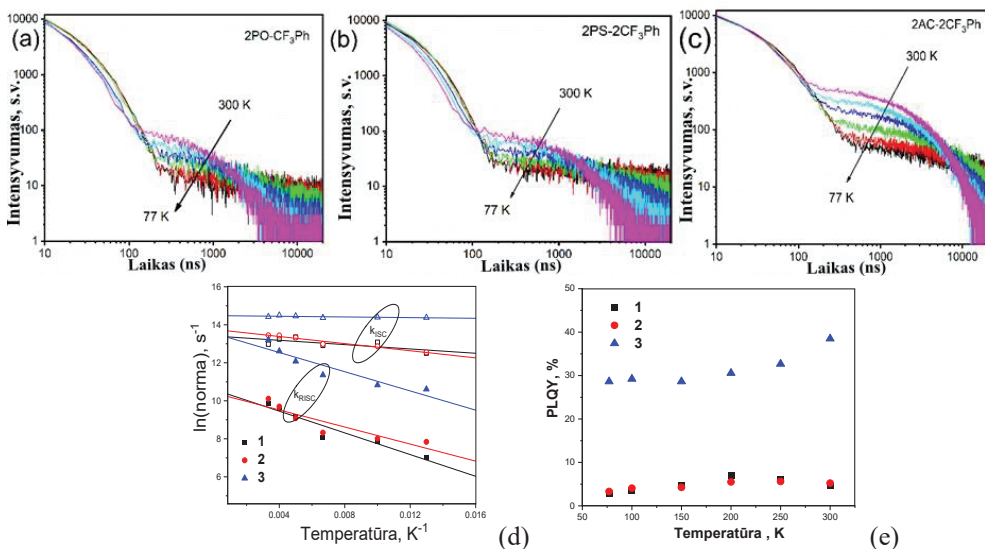 (a)
2PO-CF₃Ph
300 K
77 K
Intensyvumas, s.v.
10000
1000
100
10
1
10 100 1000 10000
Laikas (ns)
(b)
2PS-2CF₃Ph
300 K
77 K
Intensyvumas, s.v.
10000
1000
100
10
1
10 100 1000 10000
Laikas (ns)
(c)
2AC-2CF₃Ph
300 K
77 K
Intensyvumas, s.v.
10000
1000
100
10
1
10 100 1000 10000
Laikas (ns)
ln(norma), s⁻¹
16
14
12
10
8
6
k_ISC
k_RISC
1
2
3
0.004 0.008 0.012 0.016
Temperatūra, K⁻¹
(d)
PLQY, %
50
40
30
20
10
0
1
2
3
50 100 150 200 250 300
Temperatūra , K
(e)